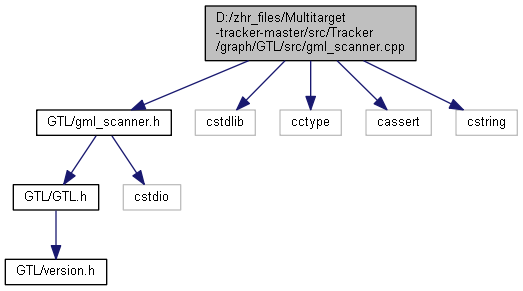 D:/zhr_files/Multitarget
-tracker-master/src/Tracker
/graph/GTL/src/gml_scanner.cpp
GTL/gml_scanner.h
cstdlib
cctype
cassert
cstring
GTL/GTL.h
cstdio
GTL/version.h